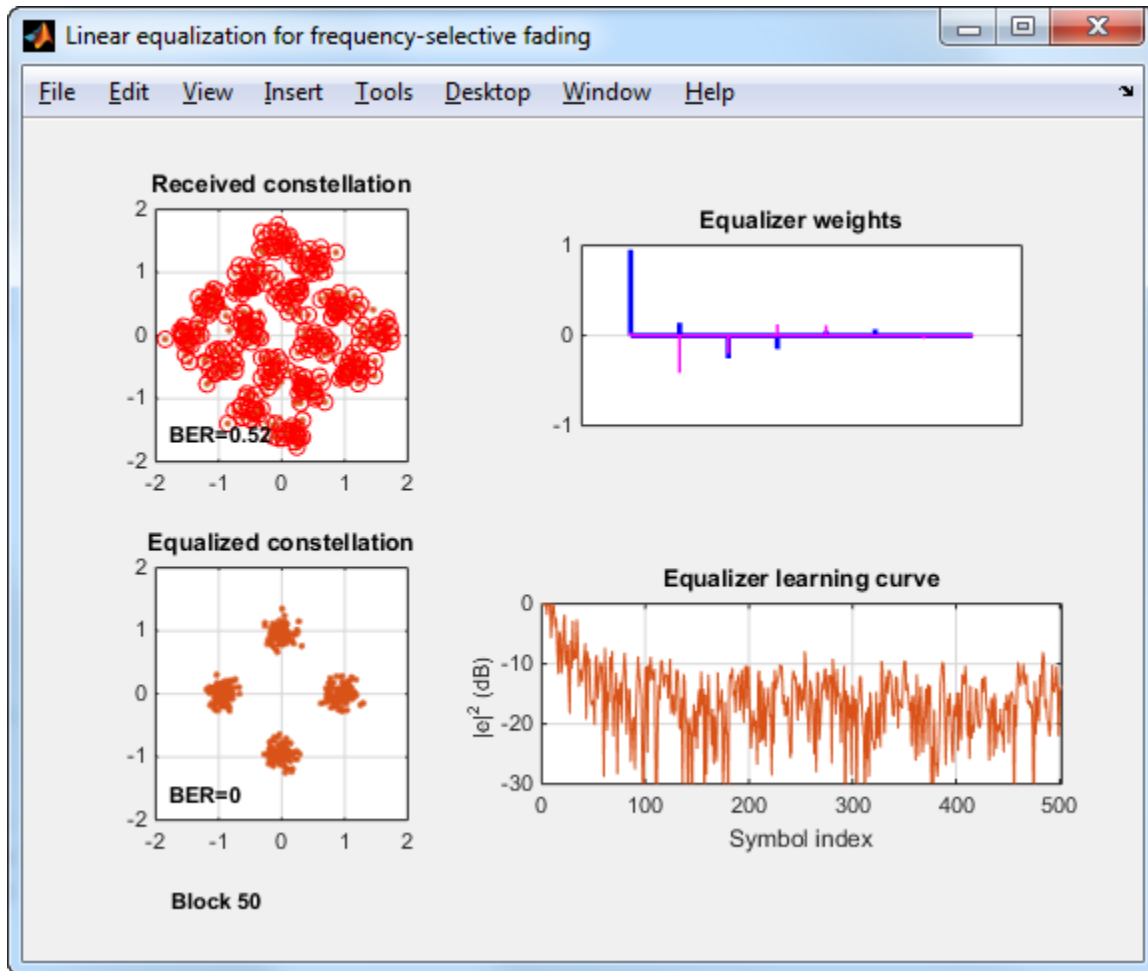 Linear equalization for frequency-selective fading
File Edit View Insert Tools Desktop Window Help
Received constellation
2
1
0
-1
-2
BER=0.52
-2 -1 0 1 2
Equalizer weights
1
0
-1
Equalized constellation
2
1
0
-1
-2
BER=0
-2 -1 0 1 2
Equalizer learning curve
|e|² (dB)
0
-10
-20
-30
0 100 200 300 400 500
Symbol index
Block 50